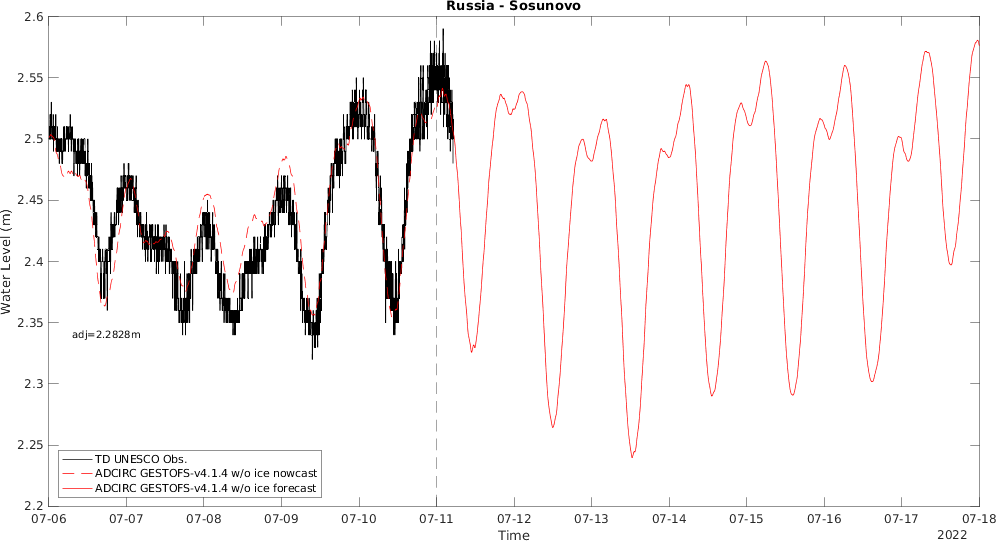 Russia - Sosunovo
2.6
2.55
2.5
2.45
2.4
2.35
2.3
2.25
2.2
Water Level (m)
adj=2.2828m
TD UNESCO Obs.
ADCIRC GESTOFS-v4.1.4 w/o ice nowcast
ADCIRC GESTOFS-v4.1.4 w/o ice forecast
07-06 07-07 07-08 07-09 07-10 07-11 07-12 07-13 07-14 07-15 07-16 07-17 07-18
Time
2022